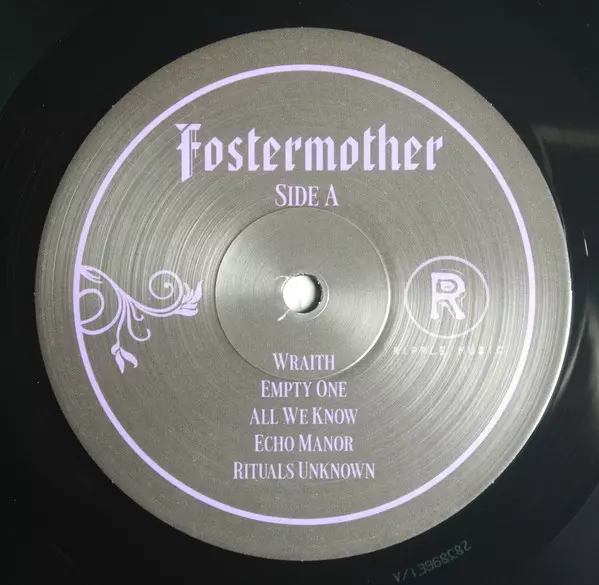 Fostermother
SIDE A
R
RIPPLE MUSIC
WRAITH
EMPTY ONE
ALL WE KNOW
ECHO MANOR
RITUALS UNKNOWN